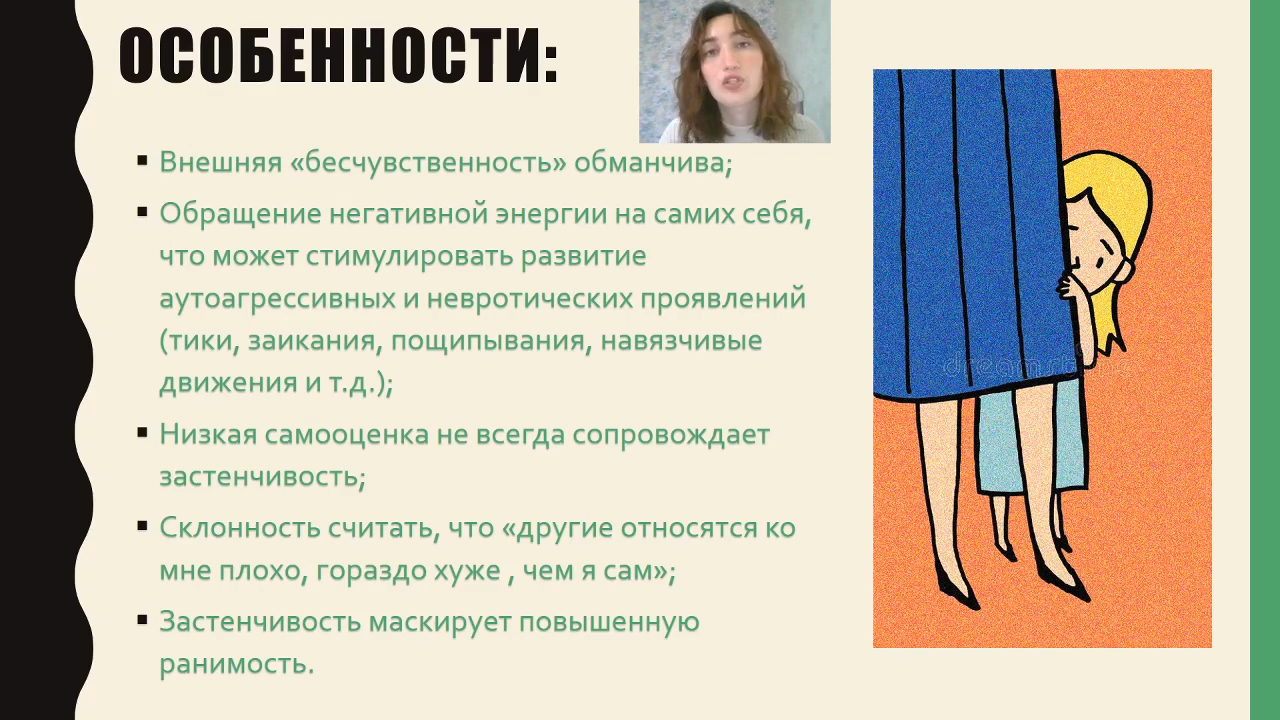 ОСОБЕННОСТИ:
Внешняя «бесчувственность» обманчива;
Обращение негативной энергии на самих себя,
что может стимулировать развитие
аутоагрессивных и невротических проявлений
(тики, заикания, пощипывания, навязчивые
движения и т.д.);
Низкая самооценка не всегда сопровождает
застенчивость;
Склонность считать, что «другие относятся ко
мне плохо, гораздо хуже , чем я сам»;
Застенчивость маскирует повышенную
ранимость.